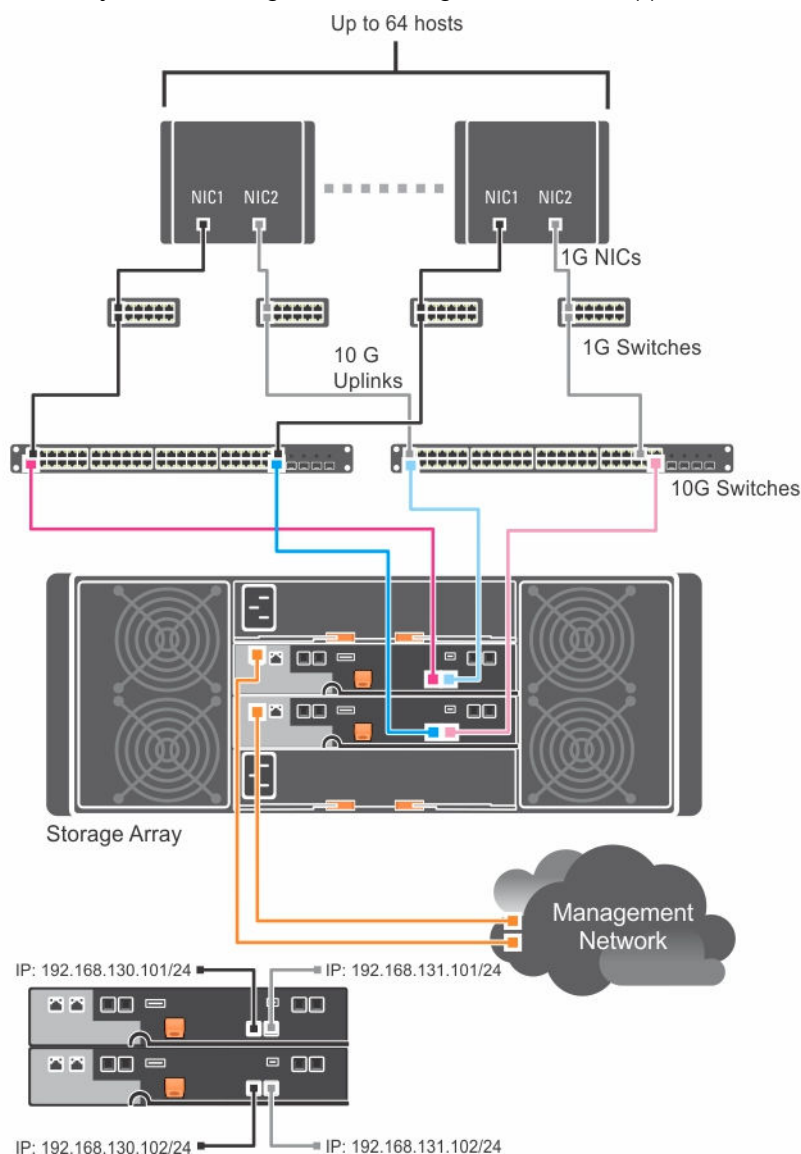 Up to 64 hosts
NIC1 NIC2
NIC1 NIC2
1G NICs
1G Switches
10 G
Uplinks
10G Switches
Storage Array
Management
Network
IP: 192.168.130.101/24
IP: 192.168.131.101/24
IP: 192.168.130.102/24
IP: 192.168.131.102/24